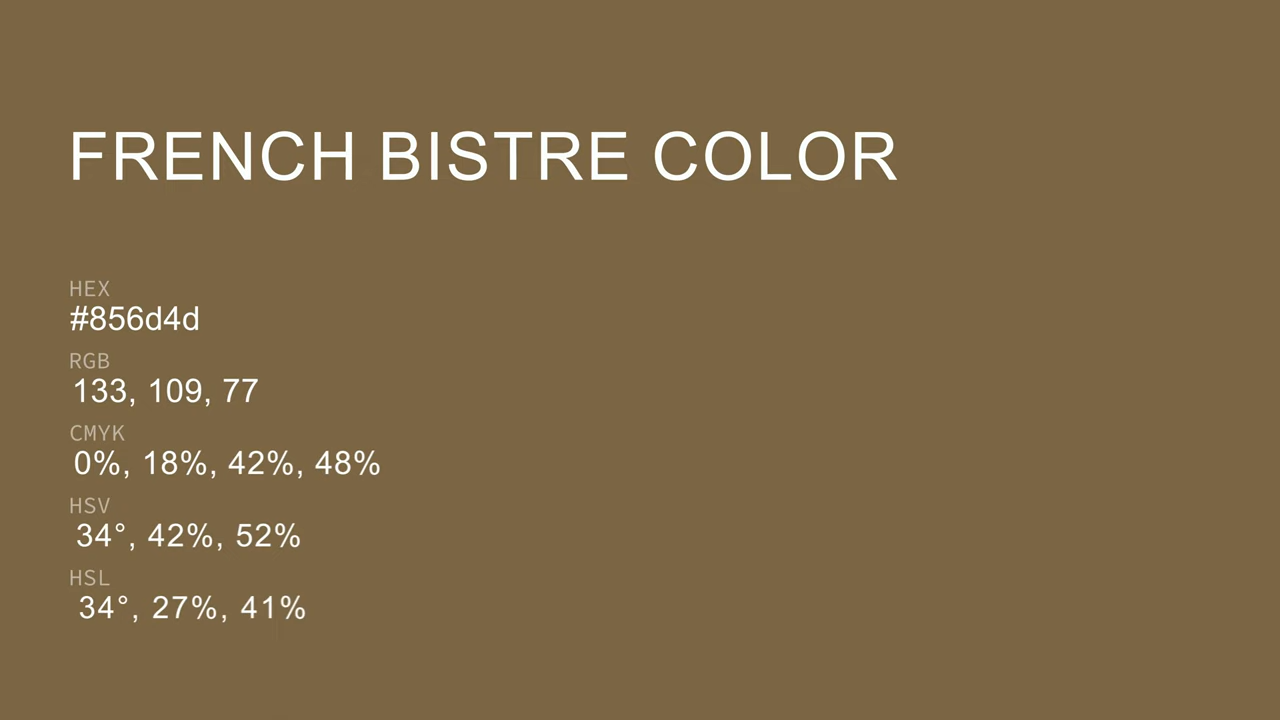 FRENCH BISTRE COLOR
HEX
#856d4d
RGB
133, 109, 77
CMYK
0%, 18%, 42%, 48%
HSV
34°, 42%, 52%
HSL
34°, 27%, 41%